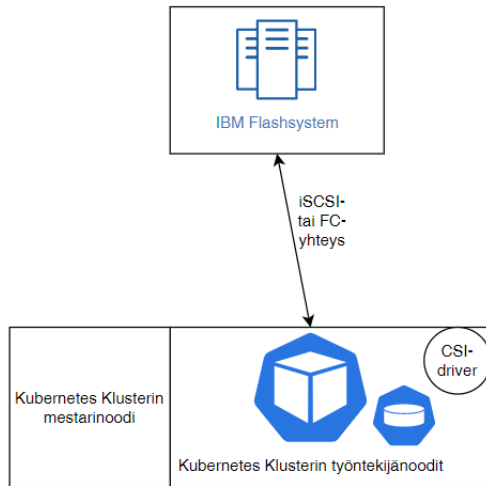 IBM Flashsystem
iSCSI-
tai FC-
yhteys
CSI-
driver
Kubernetes Klusterin
mestarinoodi
Kubernetes Klusterin työntekijänoodit